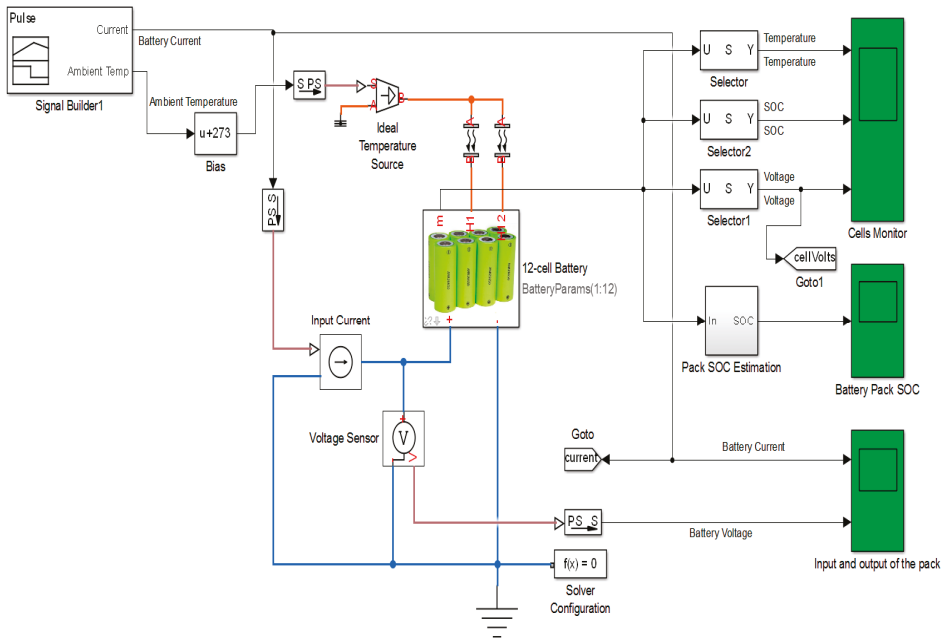 Pulse
Current
Ambient Temp
Signal Builder1
Battery Current
Ambient Temperature
u+273
Bias
S PS
S
A
B
Ideal
Temperature
Source
A
A
B
B
PS S
m
H1
12
12-cell Battery
BatteryParams(1:12)
+
-
Input Current
Voltage Sensor
+
V
-
V
U S Y
Selector
Temperature
Temperature
U S Y
Selector2
SOC
SOC
U S Y
Selector1
Voltage
Voltage
Cells Monitor
cellVolts
Goto1
In SOC
Pack SOC Estimation
Battery Pack SOC
Goto
current
Battery Current
PS S
Battery Voltage
Input and output of the pack
f(x) = 0
Solver
Configuration